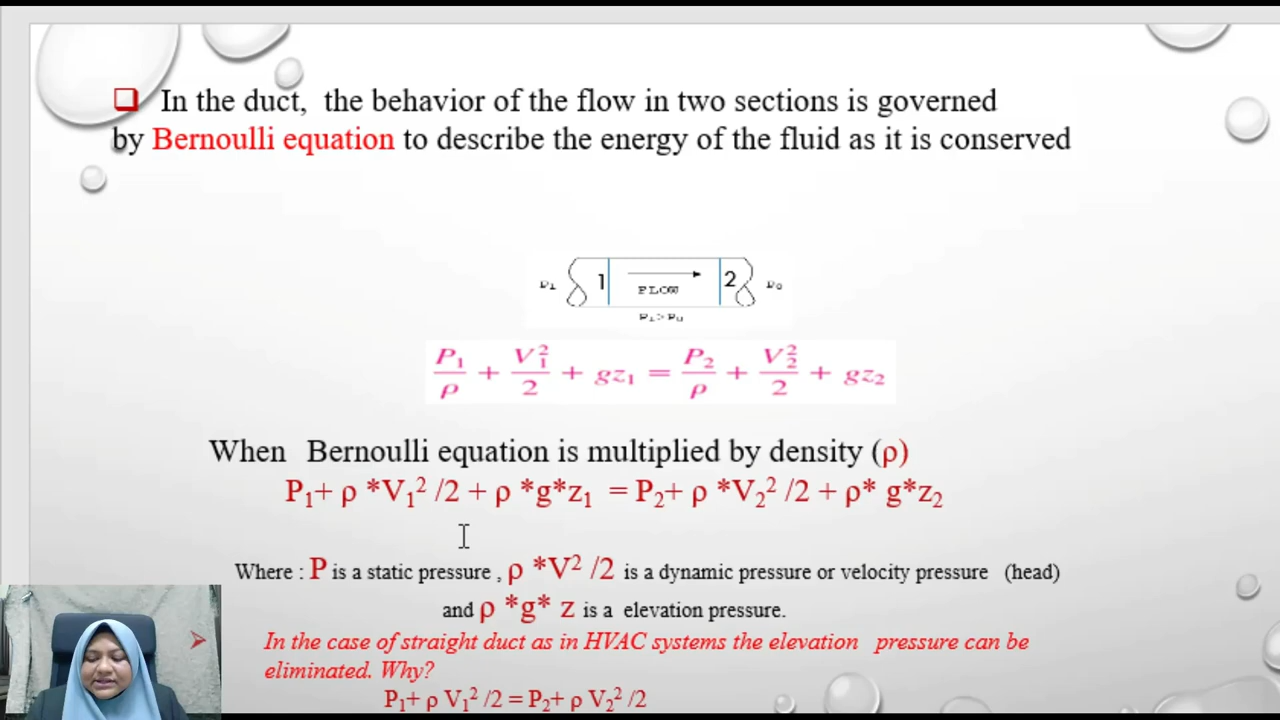 ❑ In the duct, the behavior of the flow in two sections is governed
by Bernoulli equation to describe the energy of the fluid as it is conserved
1 2
FLOW
P₁/ρ + V₁²/2 + gz₁ = P₂/ρ + V₂²/2 + gz₂
When Bernoulli equation is multiplied by density (ρ)
P₁+ ρ *V₁² /2 + ρ *g*z₁ = P₂+ ρ *V₂² /2 + ρ* g*z₂
Where : P is a static pressure , ρ *V² /2 is a dynamic pressure or velocity pressure (head)
and ρ *g* z is a elevation pressure.
➤ In the case of straight duct as in HVAC systems the elevation pressure can be
eliminated. Why?
P₁+ ρ V₁² /2 = P₂+ ρ V₂² /2